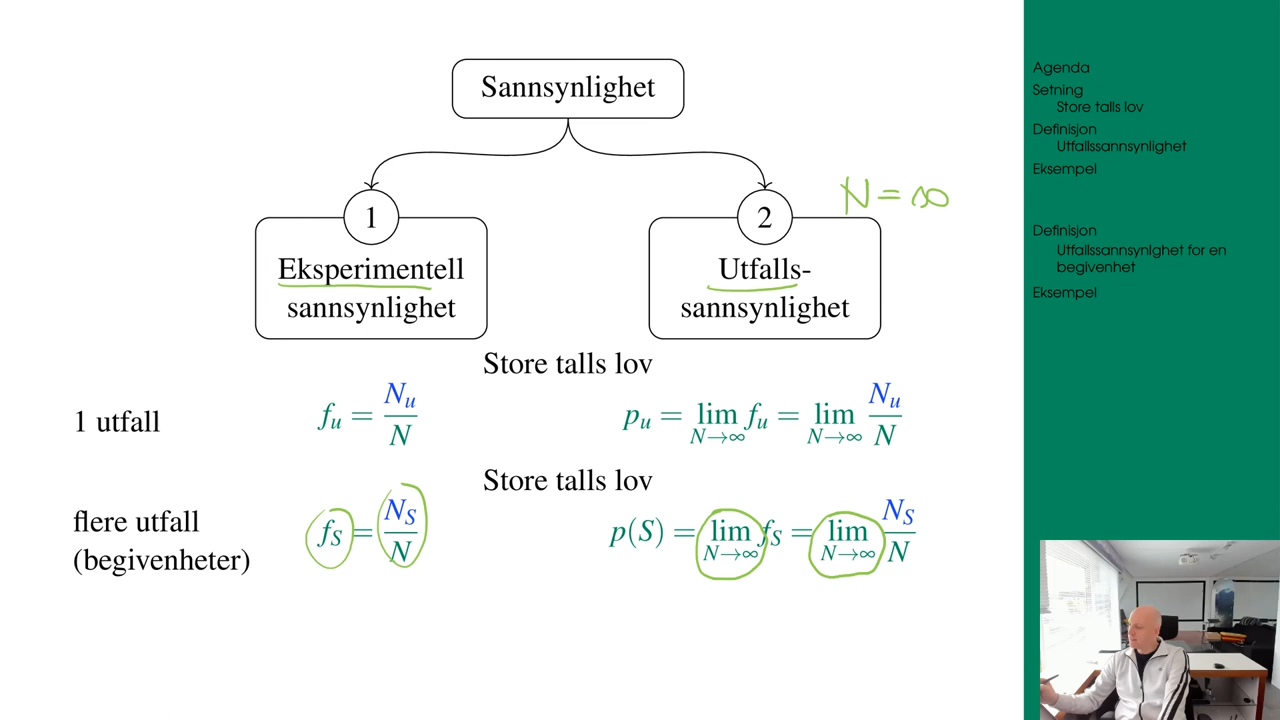 Sannsynlighet
N = ∞
1
2
Eksperimentell
sannsynlighet
Utfalls-
sannsynlighet
Store talls lov
1 utfall
f_u = N_u / N
p_u = lim_{N→∞} f_u = lim_{N→∞} N_u / N
Store talls lov
flere utfall
(begivenheter)
f_S = N_S / N
p(S) = lim_{N→∞} f_S = lim_{N→∞} N_S / N
Agenda
Setning
Store talls lov
Definisjon
Utfallssannsynlighet
Eksempel
Definisjon
Utfallssannsynlghet for en
begivenhet
Eksempel